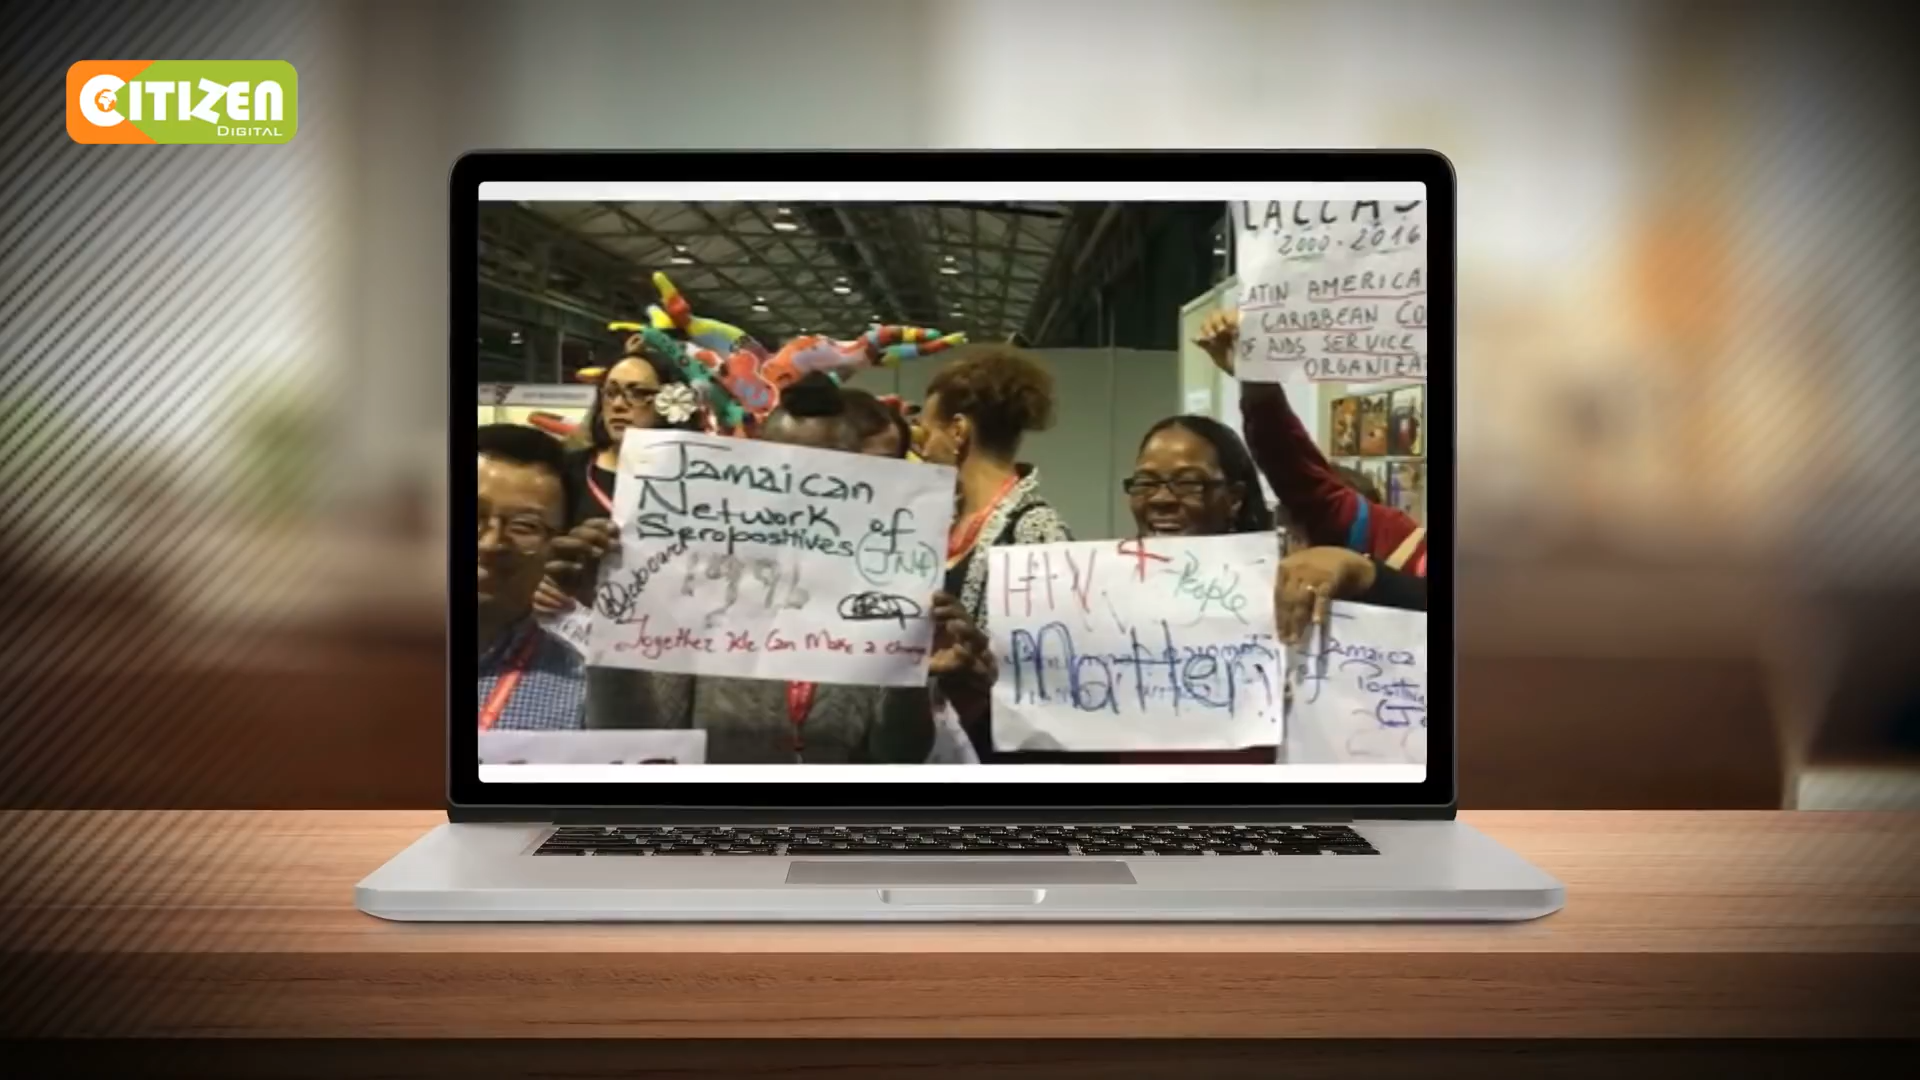 CITIZEN
DIGITAL
LACCAS
2000-2016
LATIN AMERICA
CARIBBEAN CO
OF AIDS SERVICE
ORGANIZA
Jamaican
Network of
Seropositives
JN+
1996
Together We Can Make a Change
HIV + People
Matter!
Jamaica